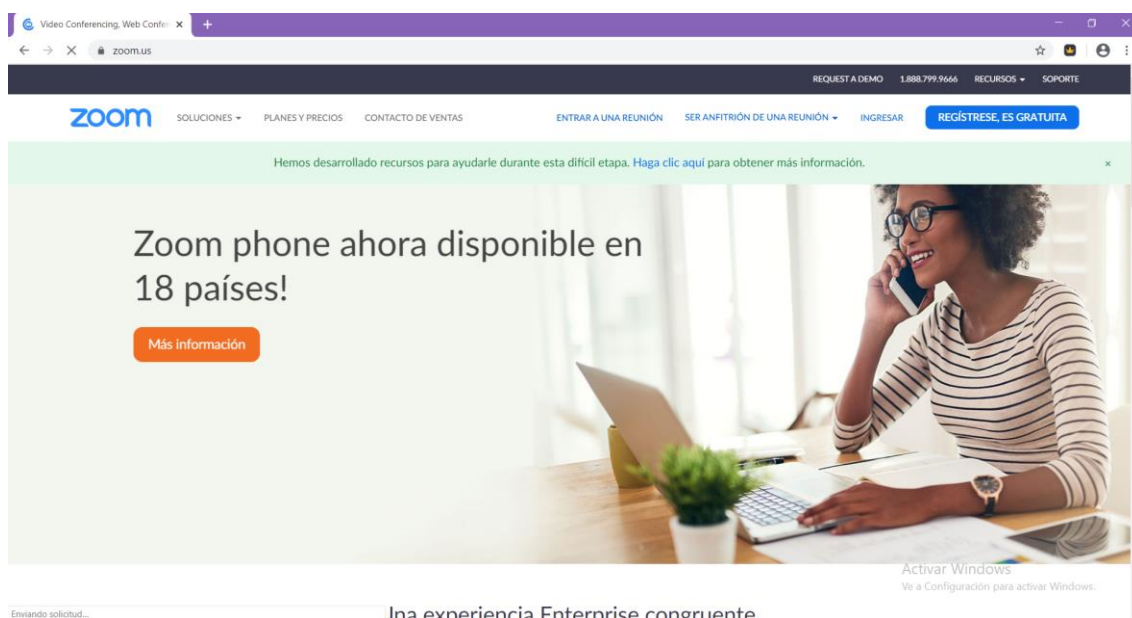 Video Conferencing, Web Confer
zoom.us
REQUEST A DEMO 1.888.799.9666 RECURSOS SOPORTE
zoom SOLUCIONES PLANES Y PRECIOS CONTACTO DE VENTAS ENTRAR A UNA REUNIÓN SER ANFITRIÓN DE UNA REUNIÓN INGRESAR REGÍSTRESE, ES GRATUITA
Hemos desarrollado recursos para ayudarle durante esta difícil etapa. Haga clic aquí para obtener más información.
Zoom phone ahora disponible en
18 países!
Más información
Activar Windows
Ve a Configuración para activar Windows.
Enviando solicitud...
experiencia Enterprise congruente